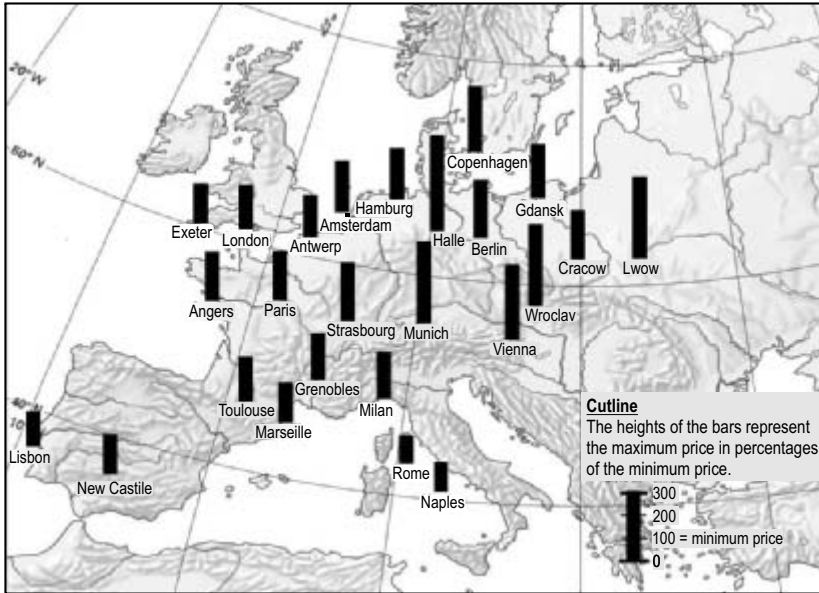 20°W
50°N
40°N
10°
Copenhagen
Hamburg
Amsterdam
Gdansk
Exeter
London
Antwerp
Halle
Berlin
Cracow
Lwow
Angers
Paris
Strasbourg
Munich
Wroclav
Vienna
Grenobles
Toulouse
Milan
Marseille
Lisbon
New Castile
Rome
Naples
Cutline
The heights of the bars represent
the maximum price in percentages
of the minimum price.
300
200
100 = minimum price
0